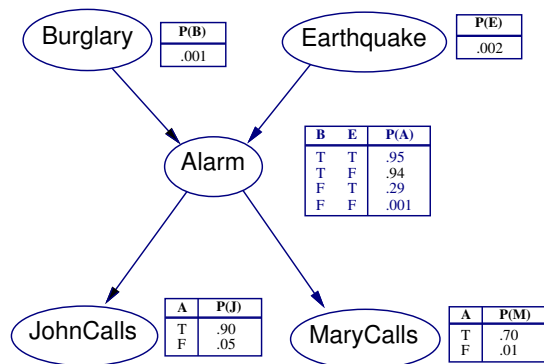 Burglary
P(B)
.001
Earthquake
P(E)
.002
Alarm
B E P(A)
T T .95
T F .94
F T .29
F F .001
JohnCalls
A P(J)
T .90
F .05
MaryCalls
A P(M)
T .70
F .01